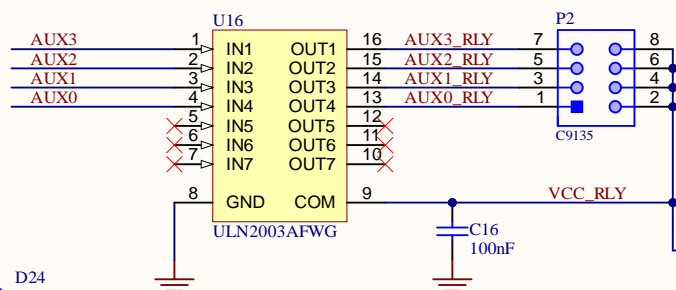 U16
P2
AUX3 1 IN1 OUT1 16 AUX3_RLY 7 8
AUX2 2 IN2 OUT2 15 AUX2_RLY 5 6
AUX1 3 IN3 OUT3 14 AUX1_RLY 3 4
AUX0 4 IN4 OUT4 13 AUX0_RLY 1 2
5 IN5 OUT5 12
6 IN6 OUT6 11
7 IN7 OUT7 10
C9135
8 GND COM 9 VCC_RLY
ULN2003AFWG
C16
100nF
D24